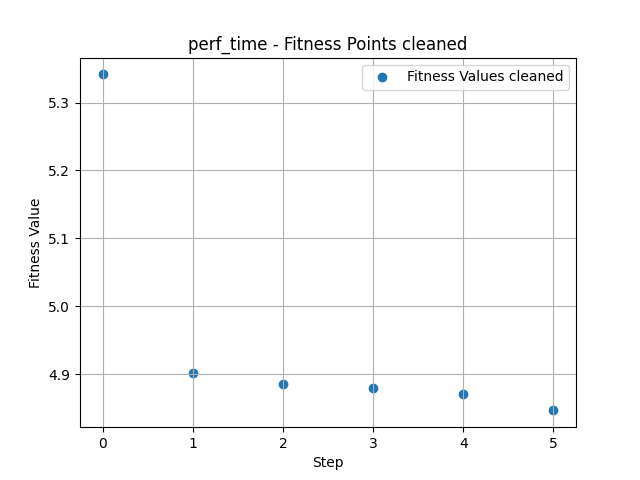 perf_time - Fitness Points cleaned
Fitness Values cleaned
Fitness Value
5.3
5.2
5.1
5.0
4.9
0 1 2 3 4 5
Step